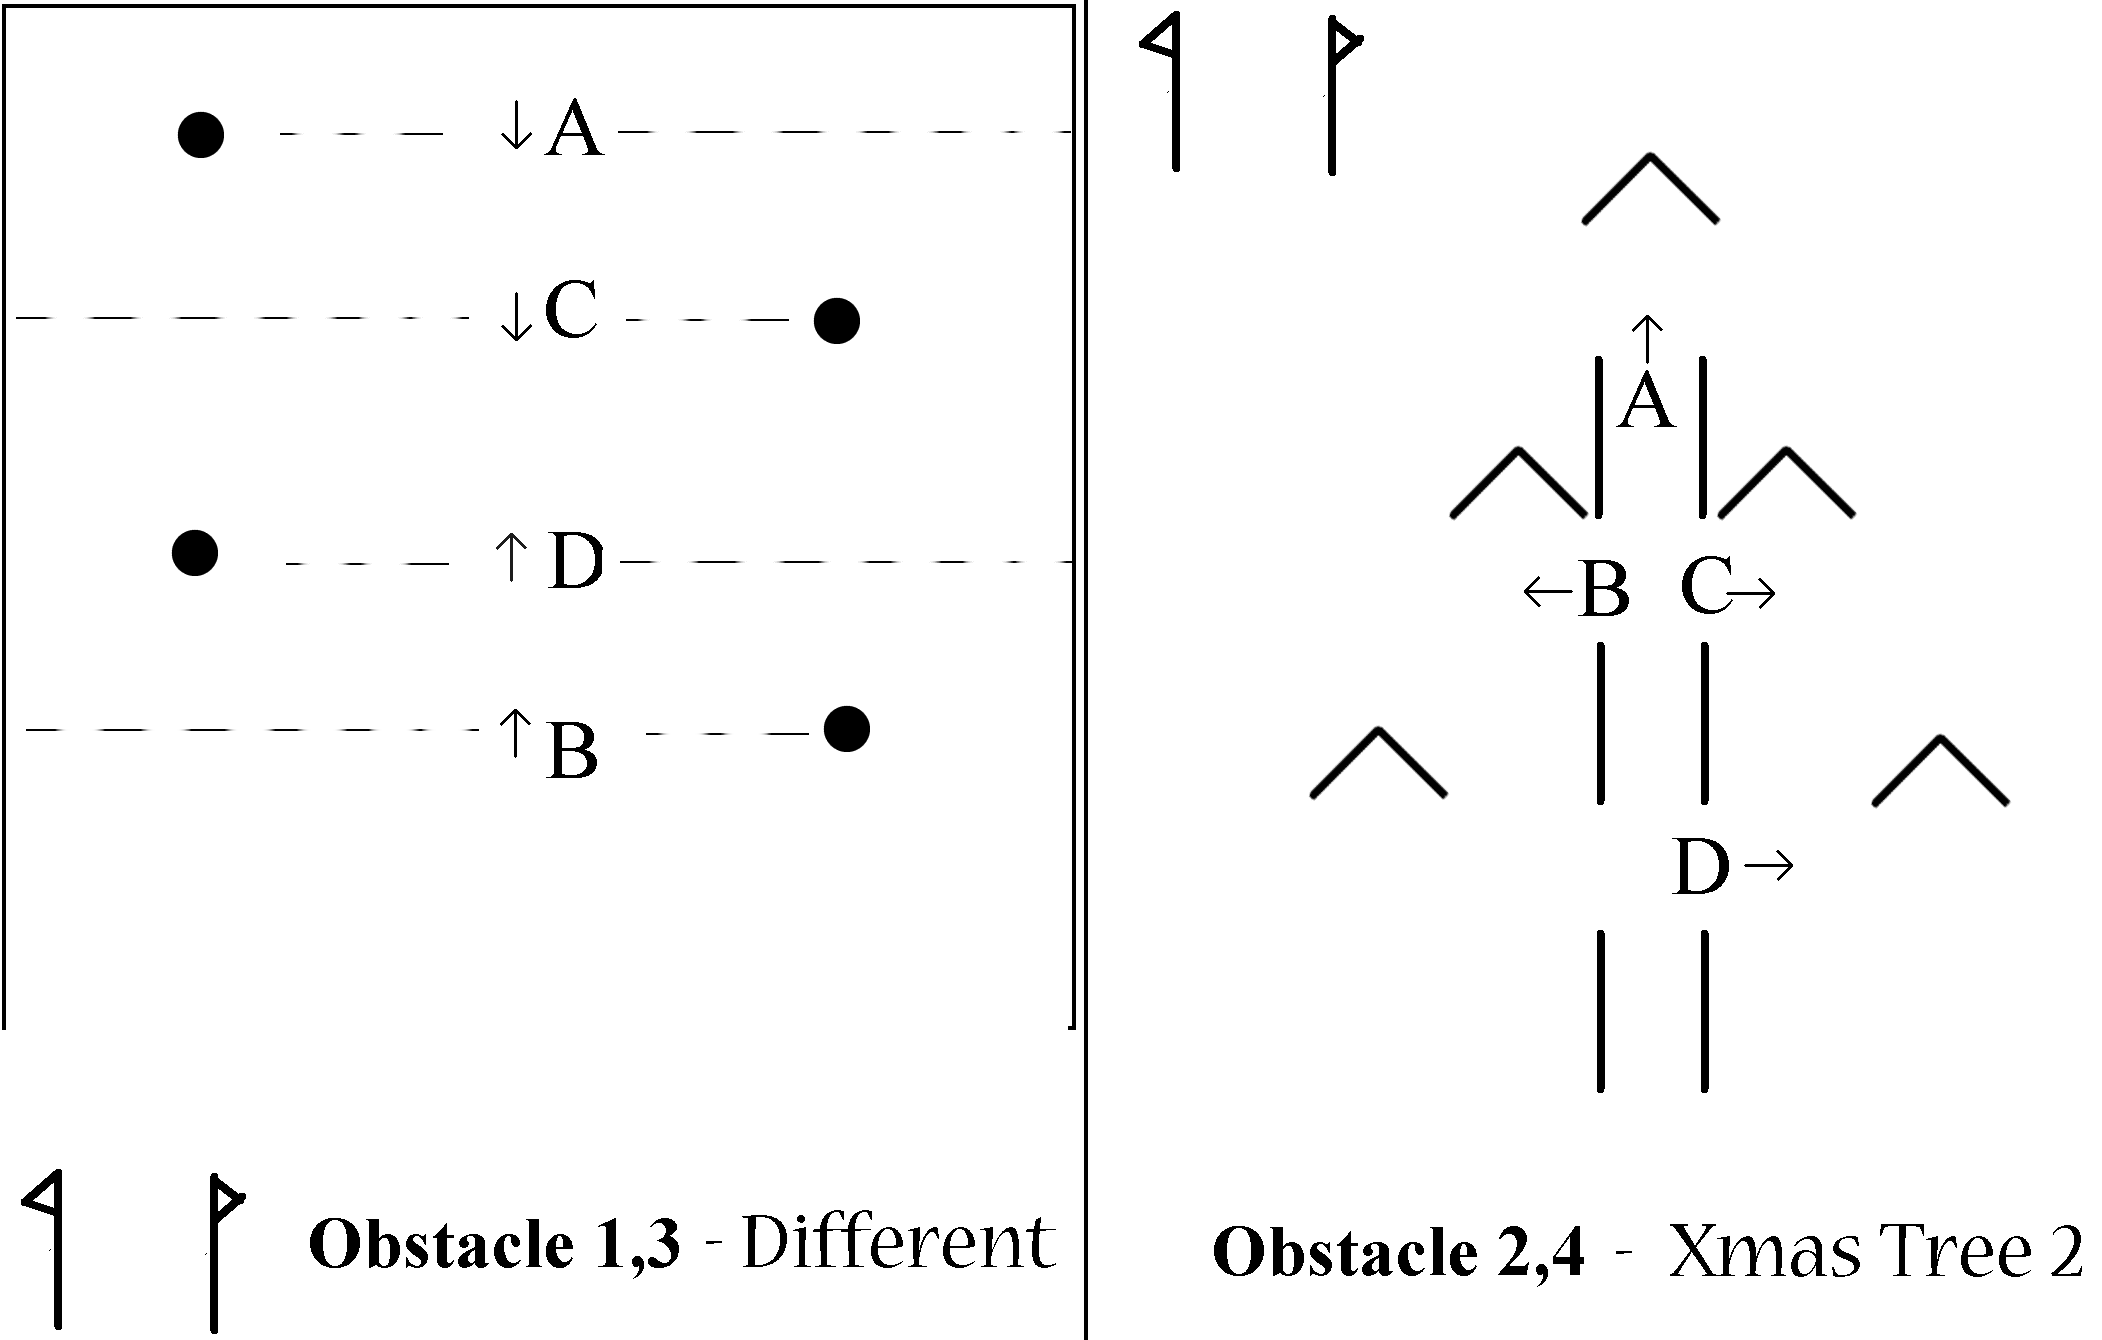 ↓ A
↓ C
↑ D
↑ B
Obstacle 1,3 - Different
↑
A
←B C→
D→
Obstacle 2,4 - Xmas Tree 2